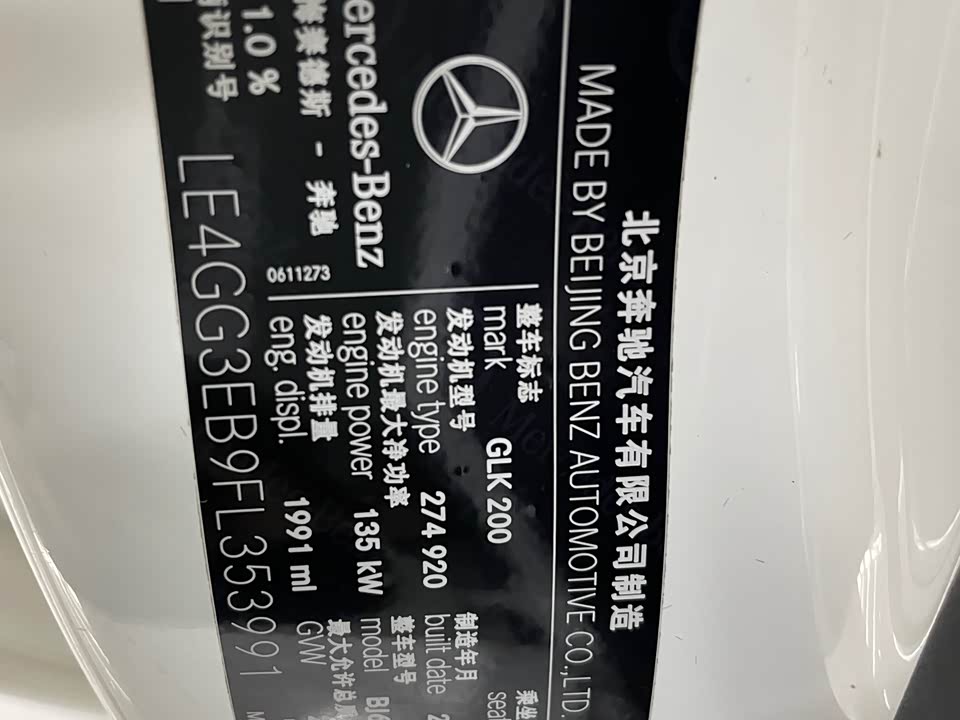 北京奔驰汽车有限公司制造
MADE BY BEIJING BENZ AUTOMOTIVE CO.,LTD.
整车标志
mark GLK 200
发动机型号
engine type 274 920
发动机最大净功率
engine power 135 kW
发动机排量
eng. displ. 1991 ml
乘坐
制造年月
built date
整车型号
model
最大允许总质
GVW
ercedes-Benz
梅赛德斯 - 奔驰
0611273
1.0 %
识别号
LE4GG3EB9FL353991